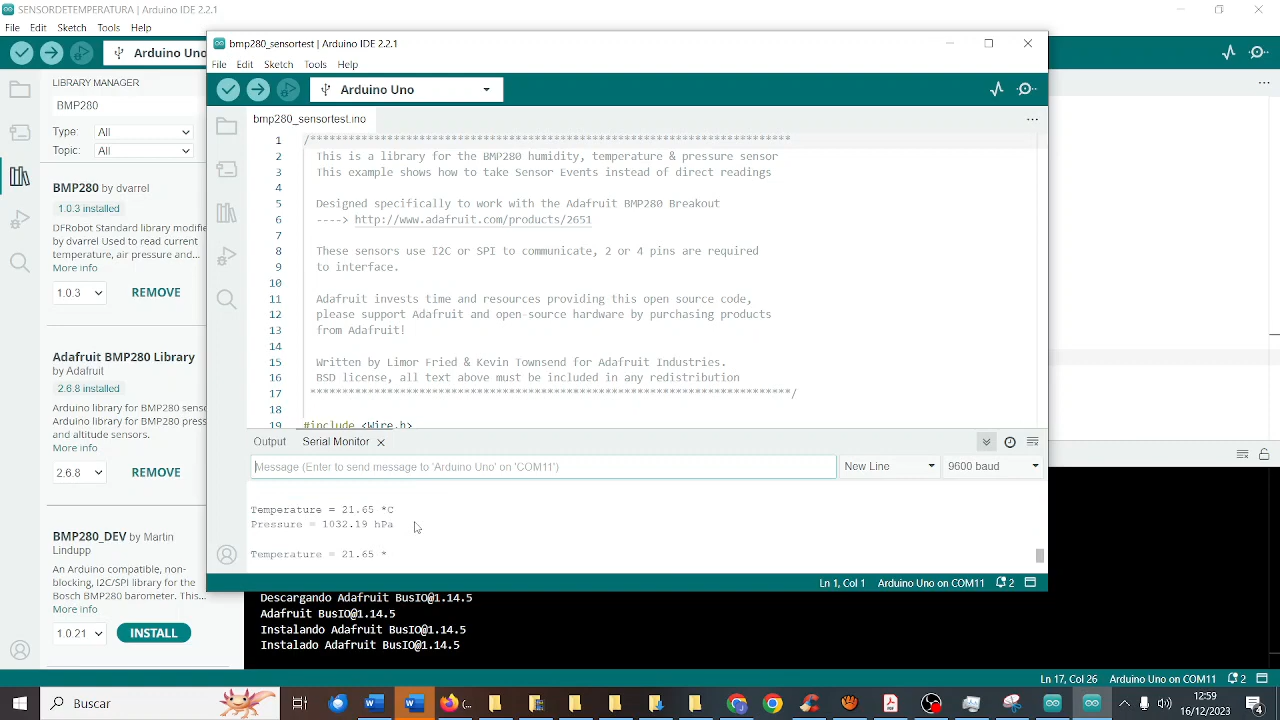 SENSORDETEMPERATURA | Arduino IDE 2.3.1
File Edit Sketch Tools Help
Arduino Uno
LIBRARY MANAGER
BMP280
Type: All
Topic: All
BMP280 by dvarrel
1.0.3 installed
DFRobot Standard library modifie
by dvarrel Used to read current
temperature, air pressure and...
More info
1.0.3 REMOVE
Adafruit BMP280 Library
by Adafruit
2.6.8 installed
Arduino library for BMP280 senso
Arduino library for BMP280 pres
and altitude sensors.
More info
2.6.8 REMOVE
BMP280_DEV by Martin
Lindupp
An Arduino compatible, non-
blocking, I2C/SPI library for the
Bosch BMP280 barometer. This...
More info
1.0.21 INSTALL
bmp280_sensortest | Arduino IDE 2.2.1
File Edit Sketch Tools Help
Arduino Uno
bmp280_sensortest.ino
1 /***************************************************************************
2 This is a library for the BMP280 humidity, temperature & pressure sensor
3 This example shows how to take Sensor Events instead of direct readings
4
5 Designed specifically to work with the Adafruit BMP280 Breakout
6 ----> http://www.adafruit.com/products/2651
7
8 These sensors use I2C or SPI to communicate, 2 or 4 pins are required
9 to interface.
10
11 Adafruit invests time and resources providing this open source code,
12 please support Adafruit and open-source hardware by purchasing products
13 from Adafruit!
14
15 Written by Limor Fried & Kevin Townsend for Adafruit Industries.
16 BSD license, all text above must be included in any redistribution
17 ***************************************************************************/
18
19 #include <Wire.h>
Output Serial Monitor
Message (Enter to send message to 'Arduino Uno' on 'COM11') New Line 9600 baud
Temperature = 21.65 *C
Pressure = 1032.19 hPa
Temperature = 21.65 *
Ln 1, Col 1 Arduino Uno on COM11 2
Descargando Adafruit BusIO@1.14.5
Adafruit BusIO@1.14.5
Instalando Adafruit BusIO@1.14.5
Instalado Adafruit BusIO@1.14.5
Ln 17, Col 26 Arduino Uno on COM11 2
Buscar
12:59
16/12/2023